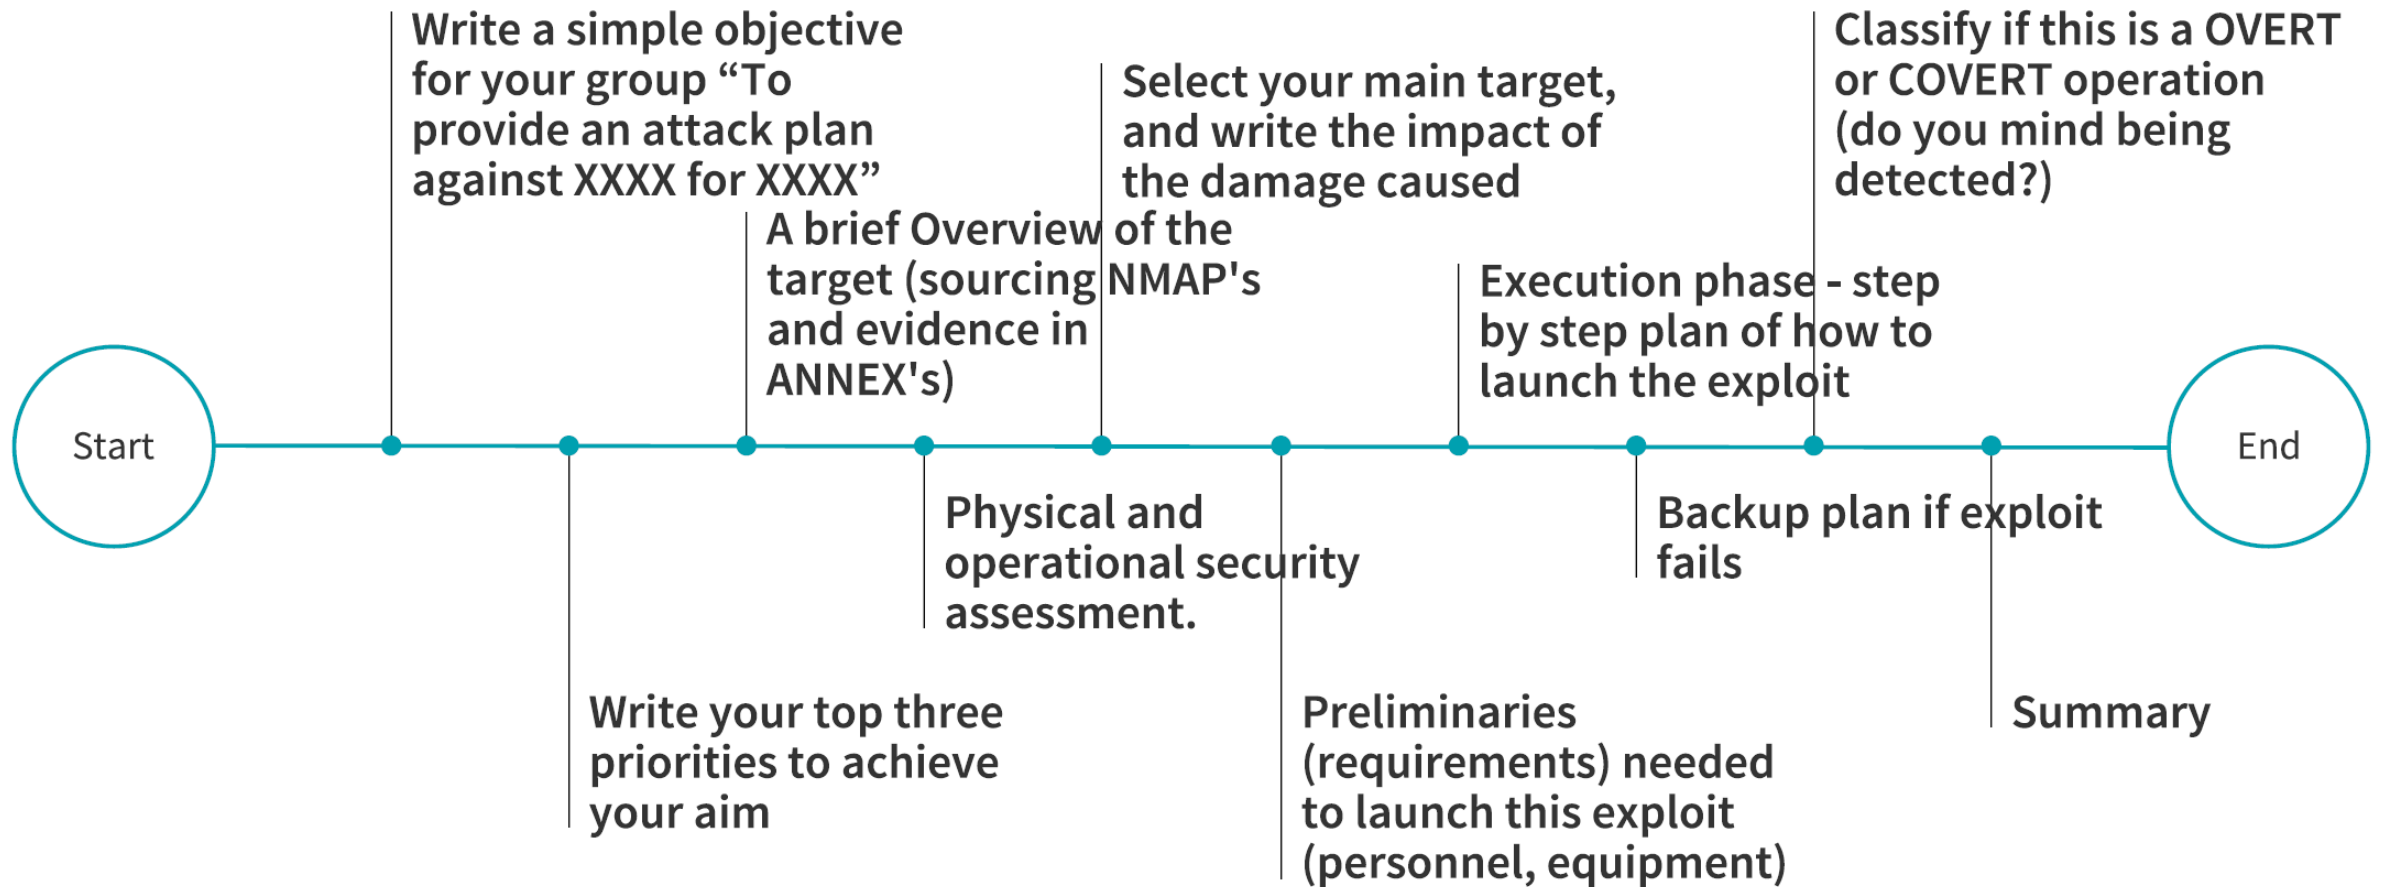 Start
Write a simple objective
for your group “To
provide an attack plan
against XXXX for XXXX”
Write your top three
priorities to achieve
your aim
A brief Overview of the
target (sourcing NMAP's
and evidence in
ANNEX's)
Physical and
operational security
assessment.
Select your main target,
and write the impact of
the damage caused
Preliminaries
(requirements) needed
to launch this exploit
(personnel, equipment)
Execution phase - step
by step plan of how to
launch the exploit
Backup plan if exploit
fails
Classify if this is a OVERT
or COVERT operation
(do you mind being
detected?)
Summary
End